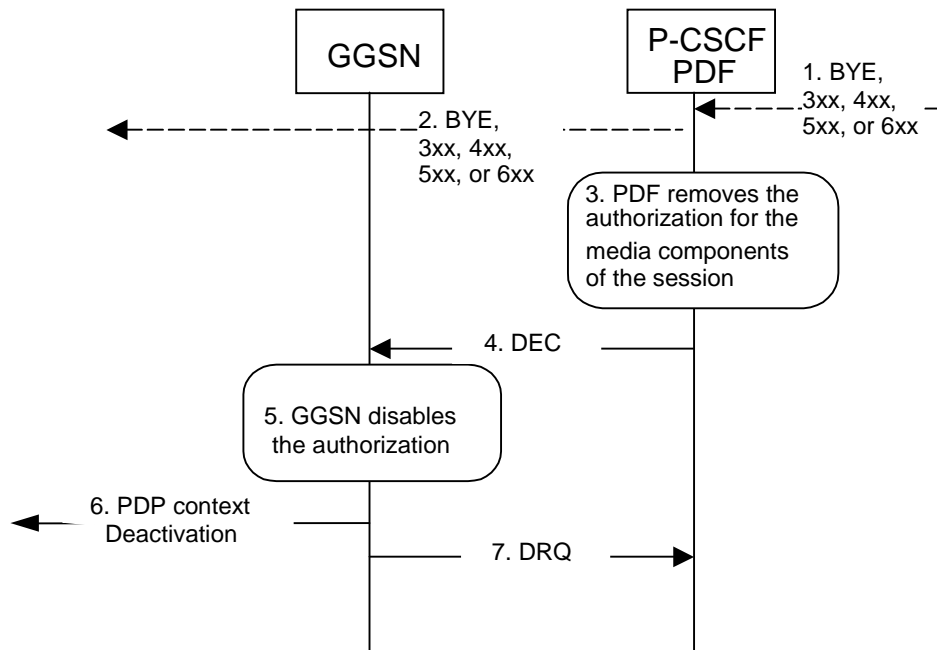 GGSN
P-CSCF
PDF
1. BYE,
3xx, 4xx,
5xx, or 6xx
2. BYE,
3xx, 4xx,
5xx, or 6xx
3. PDF removes the
authorization for the
media components
of the session
4. DEC
5. GGSN disables
the authorization
6. PDP context
Deactivation
7. DRQ